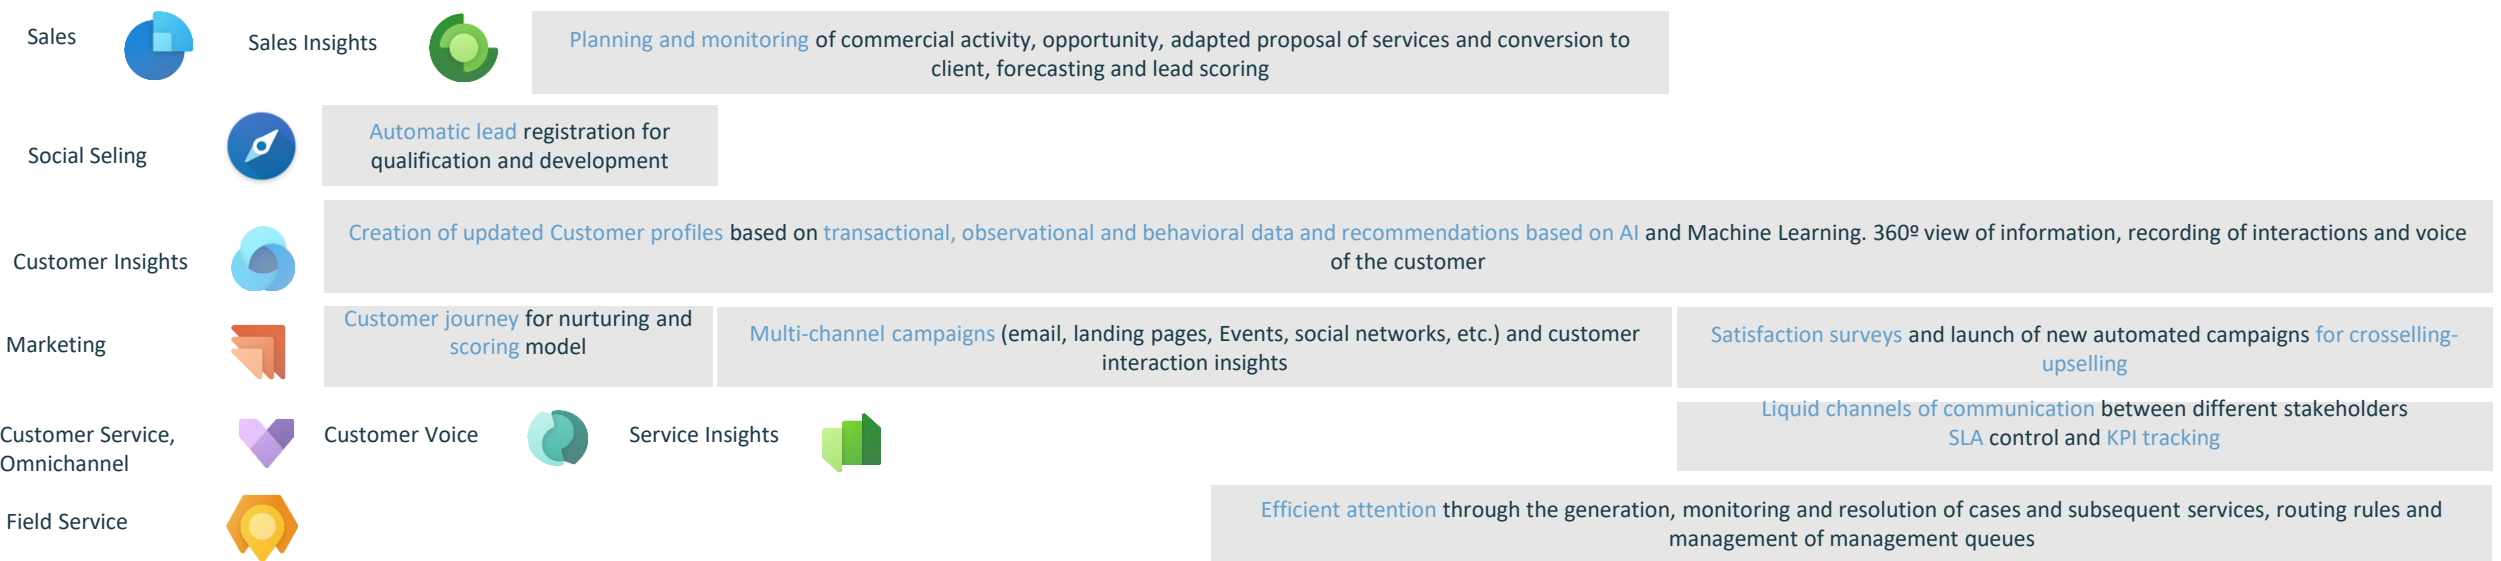 Sales
Sales Insights
Planning and monitoring of commercial activity, opportunity, adapted proposal of services and conversion to
client, forecasting and lead scoring
Social Seling
Automatic lead registration for
qualification and development
Customer Insights
Creation of updated Customer profiles based on transactional, observational and behavioral data and recommendations based on AI and Machine Learning. 360º view of information, recording of interactions and voice
of the customer
Marketing
Customer journey for nurturing and
scoring model
Multi-channel campaigns (email, landing pages, Events, social networks, etc.) and customer
interaction insights
Satisfaction surveys and launch of new automated campaigns for crosselling-
upselling
Customer Service,
Omnichannel
Customer Voice
Service Insights
Liquid channels of communication between different stakeholders
SLA control and KPI tracking
Field Service
Efficient attention through the generation, monitoring and resolution of cases and subsequent services, routing rules and
management of management queues